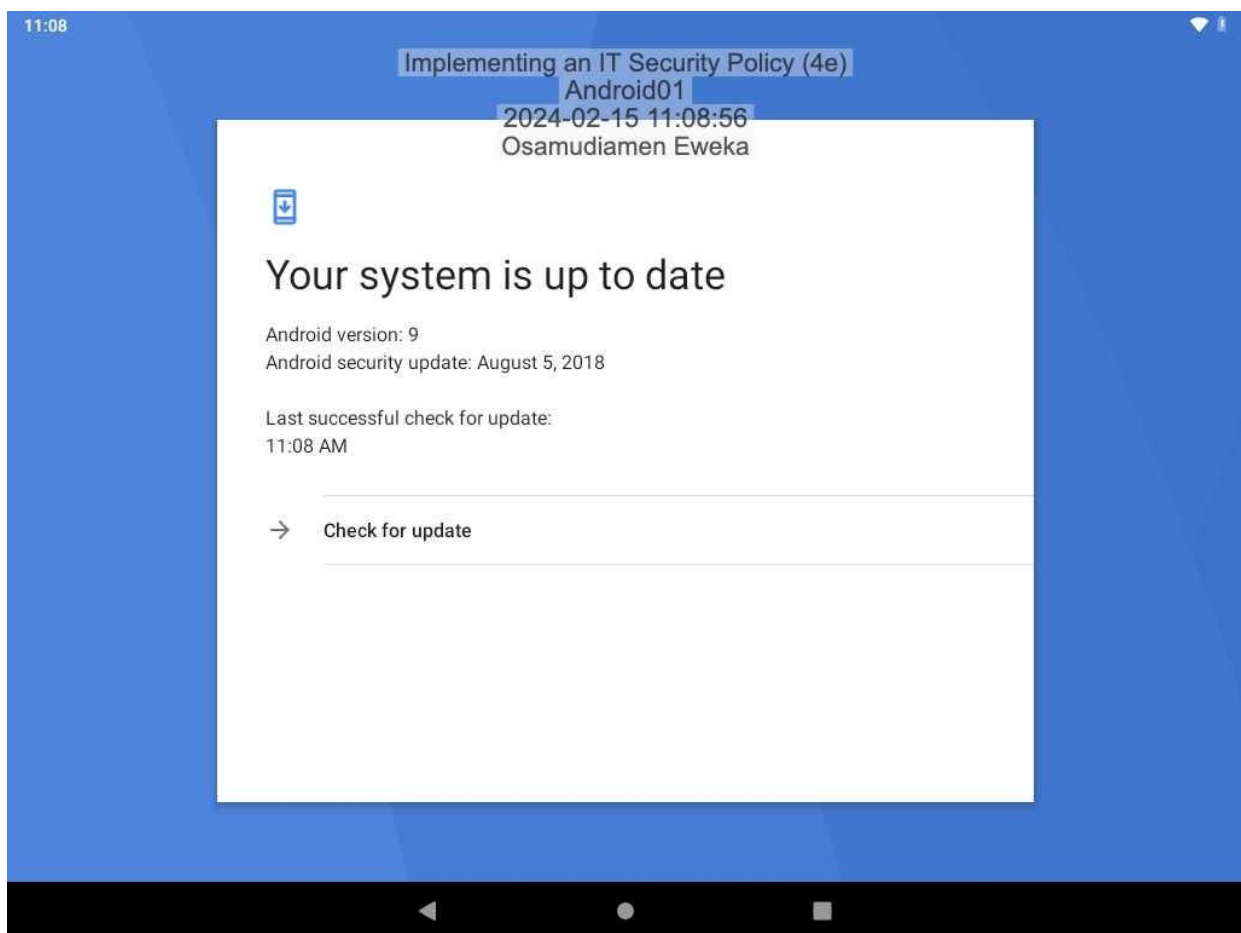 11:08
Implementing an IT Security Policy (4e)
Android01
2024-02-15 11:08:56
Osamudiamen Eweka
Your system is up to date
Android version: 9
Android security update: August 5, 2018
Last successful check for update:
11:08 AM
Check for update